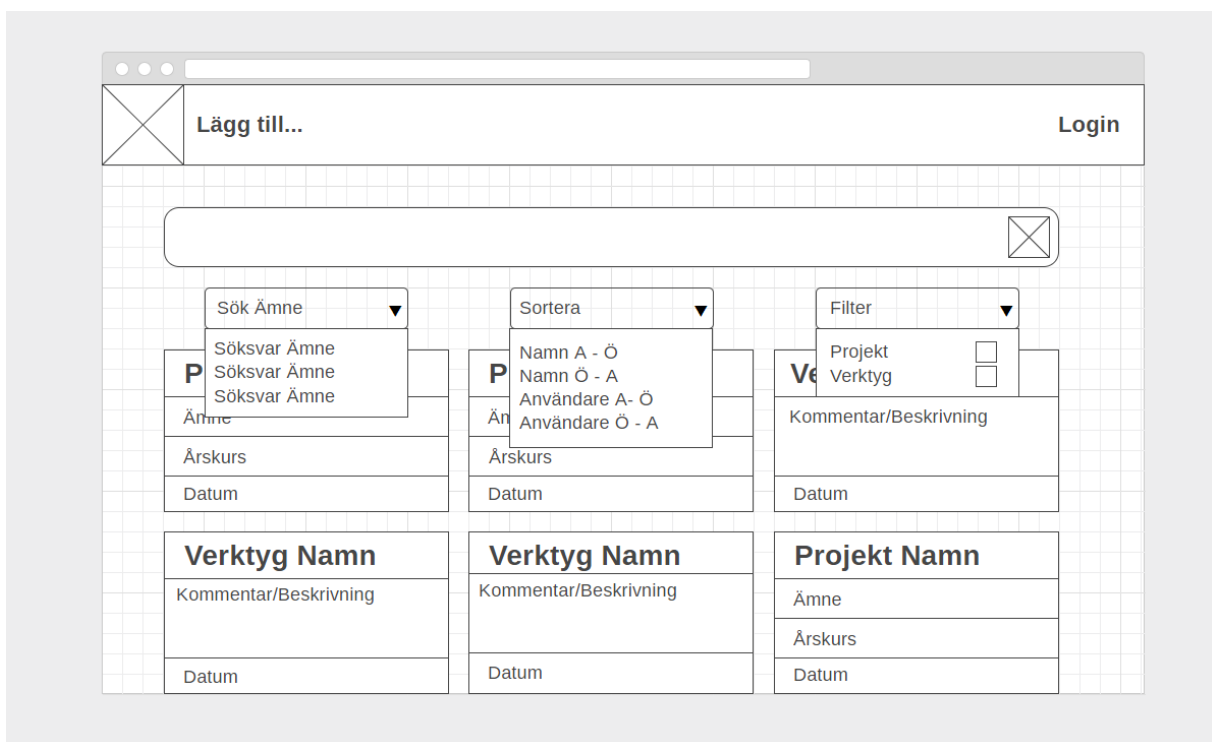 Lägg till...
Login
Sök Ämne
Sortera
Filter
Söksvar Ämne
Söksvar Ämne
Söksvar Ämne
Namn A - Ö
Namn Ö - A
Användare A- Ö
Användare Ö - A
Projekt
Verktyg
Ämne
Årskurs
Datum
Årskurs
Datum
Kommentar/Beskrivning
Datum
Verktyg Namn
Kommentar/Beskrivning
Datum
Verktyg Namn
Kommentar/Beskrivning
Datum
Projekt Namn
Ämne
Årskurs
Datum